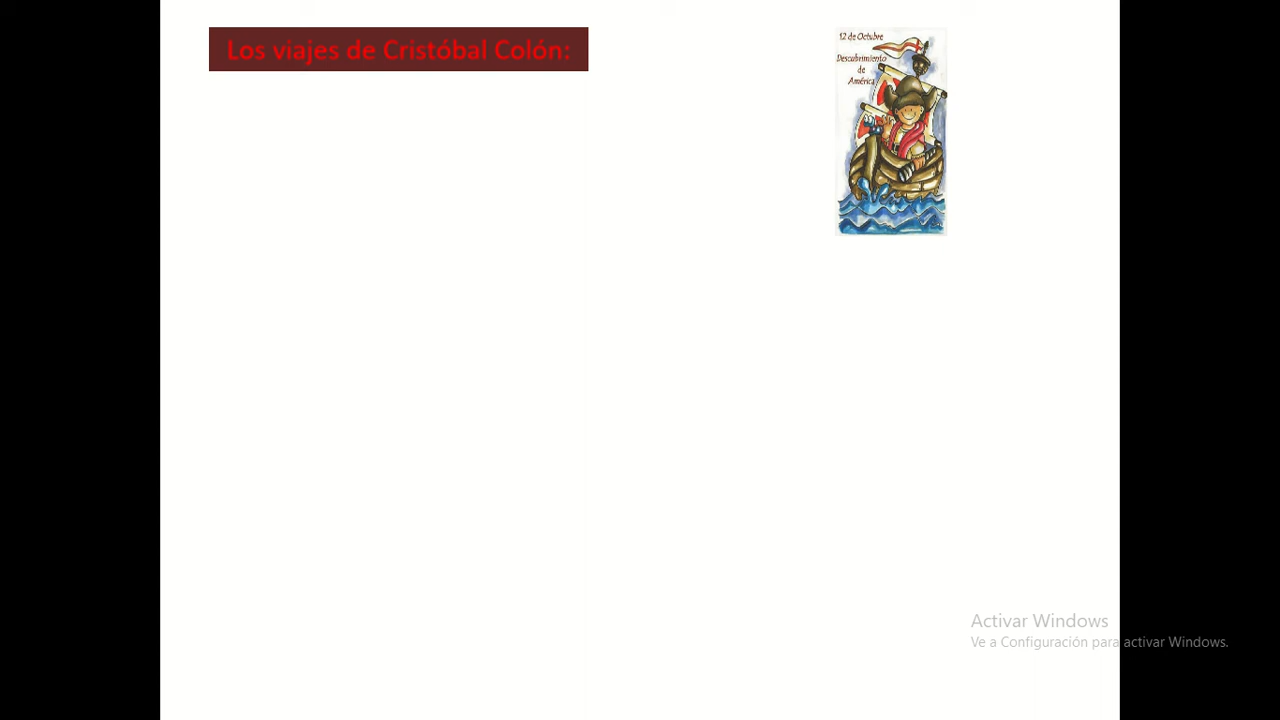 Los viajes de Cristóbal Colón:
12 de Octubre
Descubrimiento
de
América
Activar Windows
Ve a Configuración para activar Windows.